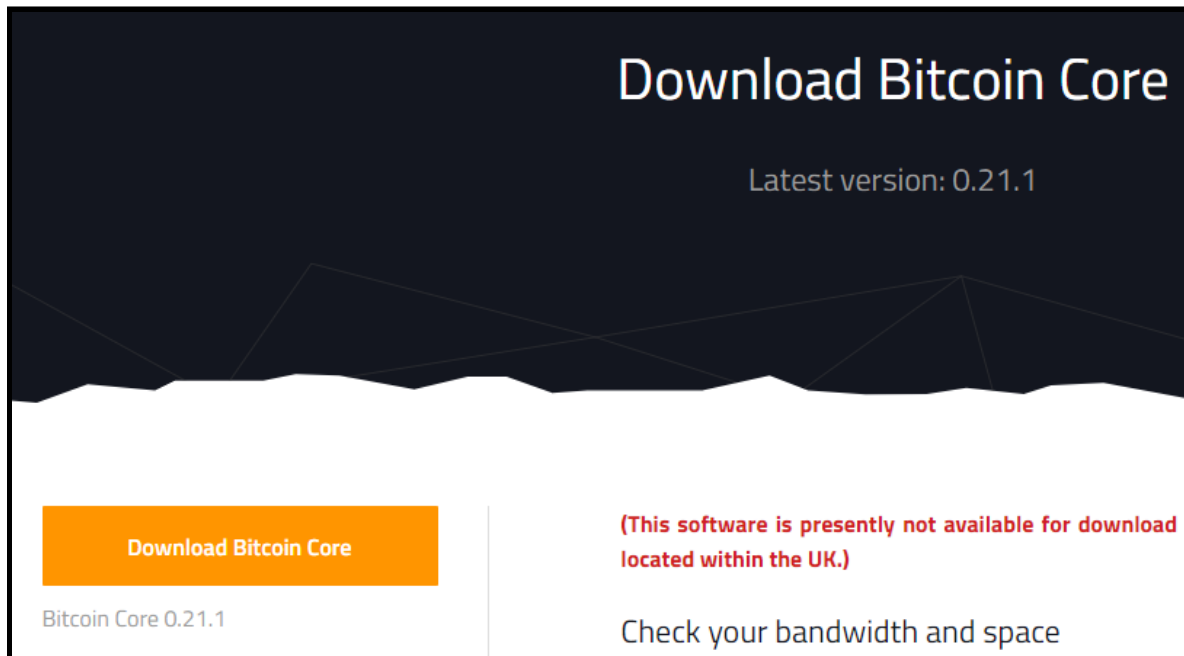 Download Bitcoin Core
Latest version: 0.21.1
Download Bitcoin Core
Bitcoin Core 0.21.1
(This software is presently not available for download
located within the UK.)
Check your bandwidth and space